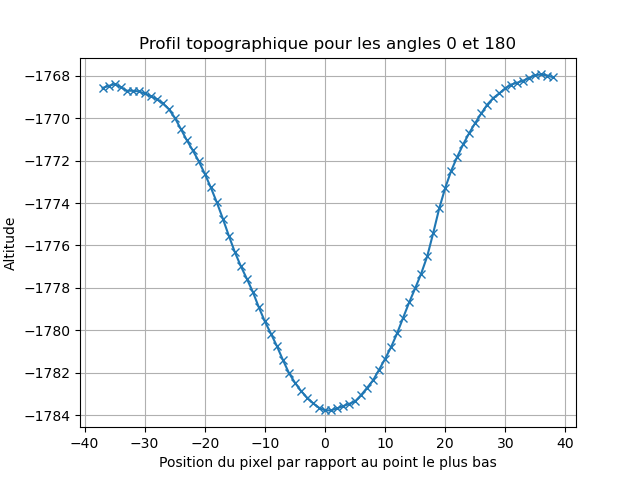 Profil topographique pour les angles 0 et 180
Altitude
−1768
−1770
−1772
−1774
−1776
−1778
−1780
−1782
−1784
−40 −30 −20 −10 0 10 20 30 40
Position du pixel par rapport au point le plus bas